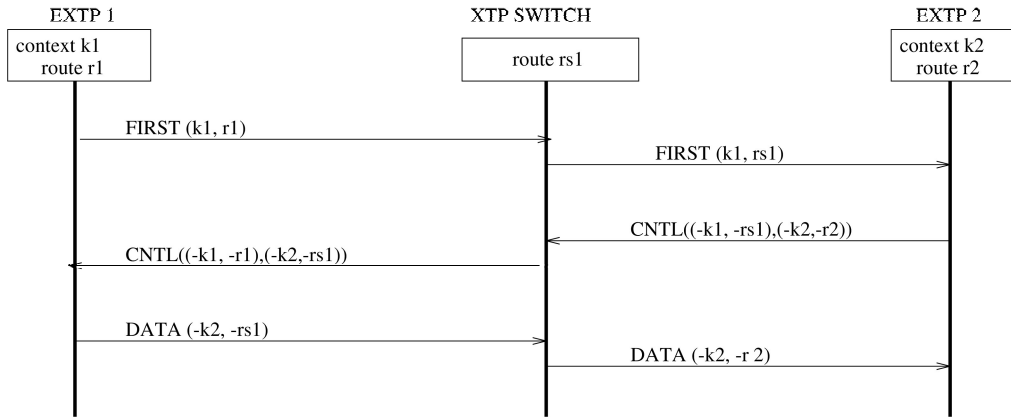 EXTP 1
XTP SWITCH
EXTP 2
context k1
route r1
route rs1
context k2
route r2
FIRST (k1, r1)
FIRST (k1, rs1)
CNTL((-k1, -rs1),(-k2,-r2))
CNTL((-k1, -r1),(-k2,-rs1))
DATA (-k2, -rs1)
DATA (-k2, -r 2)